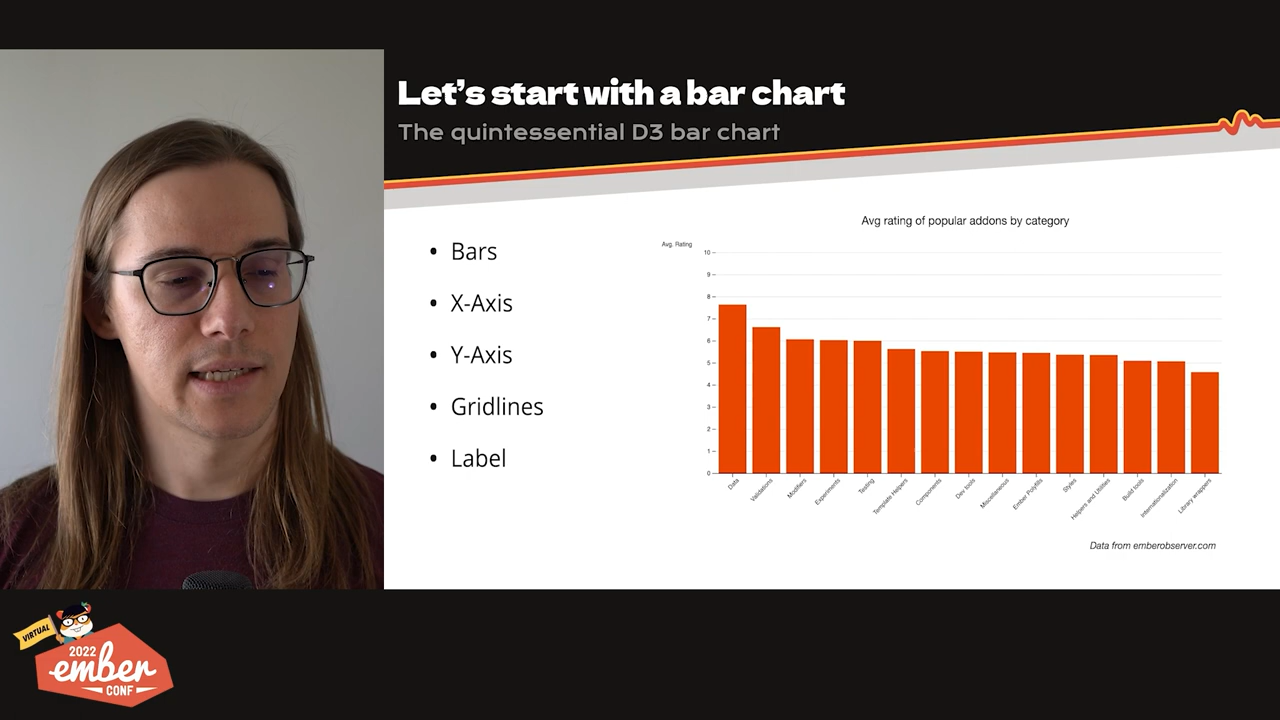 Let's start with a bar chart
The quintessential D3 bar chart
• Bars
• X-Axis
• Y-Axis
• Gridlines
• Label
Avg rating of popular addons by category
Avg. Rating
10
9
8
7
6
5
4
3
2
1
0
Data
Validations
Modifiers
Experiments
Testing
Template Helpers
Components
Dev tools
Miscellaneous
Ember Polyfills
Styles
Helpers and Utilities
Build tools
Internationalization
Library wrappers
Data from emberobserver.com
VIRTUAL
2022
ember
CONF